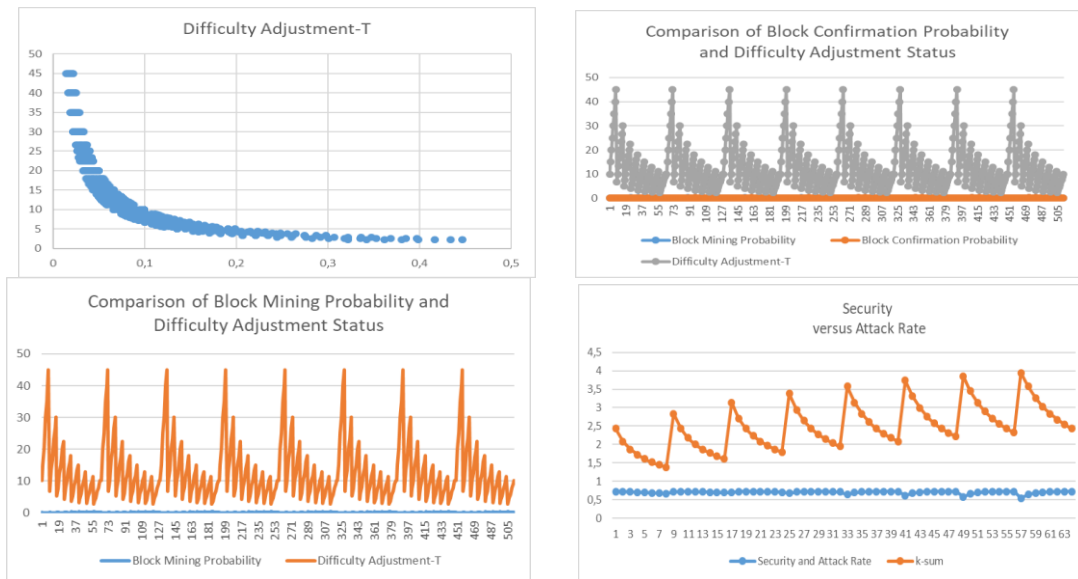 Difficulty Adjustment-T
50
45
40
35
30
25
20
15
10
5
0
0 0,1 0,2 0,3 0,4 0,5
Comparison of Block Confirmation Probability
and Difficulty Adjustment Status
50
40
30
20
10
0
1 19 37 55 73 91 109 127 145 163 181 199 217 235 253 271 289 307 325 343 361 379 397 415 433 451 469 487 505
Block Mining Probability Block Confirmation Probability
Difficulty Adjustment-T
Comparison of Block Mining Probability and
Difficulty Adjustment Status
50
40
30
20
10
0
1 19 37 55 73 91 109 127 145 163 181 199 217 235 253 271 289 307 325 343 361 379 397 415 433 451 469 487 505
Block Mining Probability Difficulty Adjustment-T
Security
versus Attack Rate
4,5
4
3,5
3
2,5
2
1,5
1
0,5
0
1 3 5 7 9 11 13 15 17 19 21 23 25 27 29 31 33 35 37 39 41 43 45 47 49 51 53 55 57 59 61 63
Security and Attack Rate k-sum